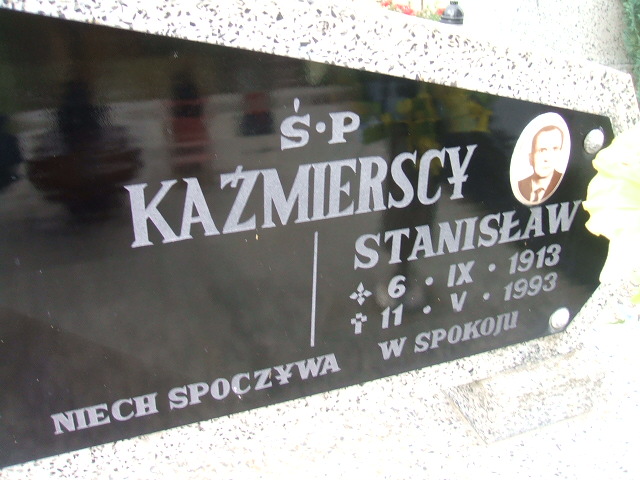 Ś.P
KAŹMIERSCY
STANISŁAW
6.IX.1913
11.V.1993
NIECH SPOCZYWA W SPOKOJU